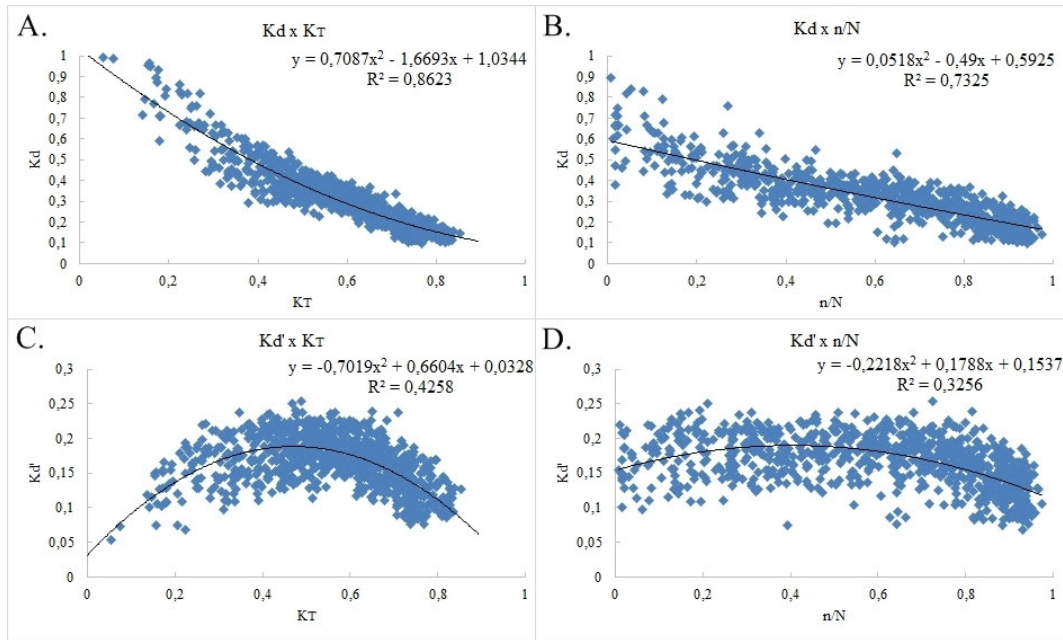 A.
Kd x KT
y = 0,7087x² - 1,6693x + 1,0344
R² = 0,8623
1
0,9
0,8
0,7
0,6
0,5
0,4
0,3
0,2
0,1
0
Kd
0 0,2 0,4 0,6 0,8 1
KT
B.
Kd x n/N
y = 0,0518x² - 0,49x + 0,5925
R² = 0,7325
1
0,9
0,8
0,7
0,6
0,5
0,4
0,3
0,2
0,1
0
Kd
0 0,2 0,4 0,6 0,8 1
n/N
C.
Kd' x KT
y = -0,7019x² + 0,6604x + 0,0328
R² = 0,4258
0,3
0,25
0,2
0,15
0,1
0,05
0
Kd'
0 0,2 0,4 0,6 0,8 1
KT
D.
Kd' x n/N
y = -0,2218x² + 0,1788x + 0,1537
R² = 0,3256
0,3
0,25
0,2
0,15
0,1
0,05
0
Kd'
0 0,2 0,4 0,6 0,8 1
n/N